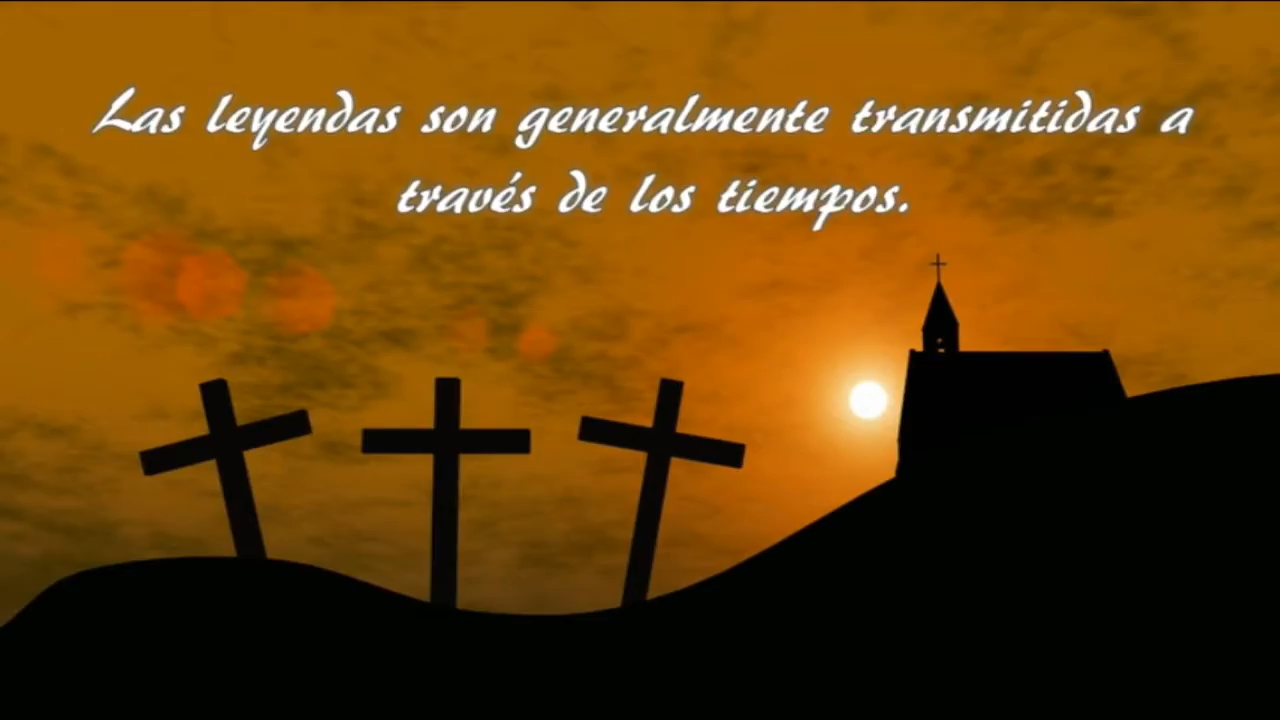 Las leyendas son generalmente transmitidas a
través de los tiempos.